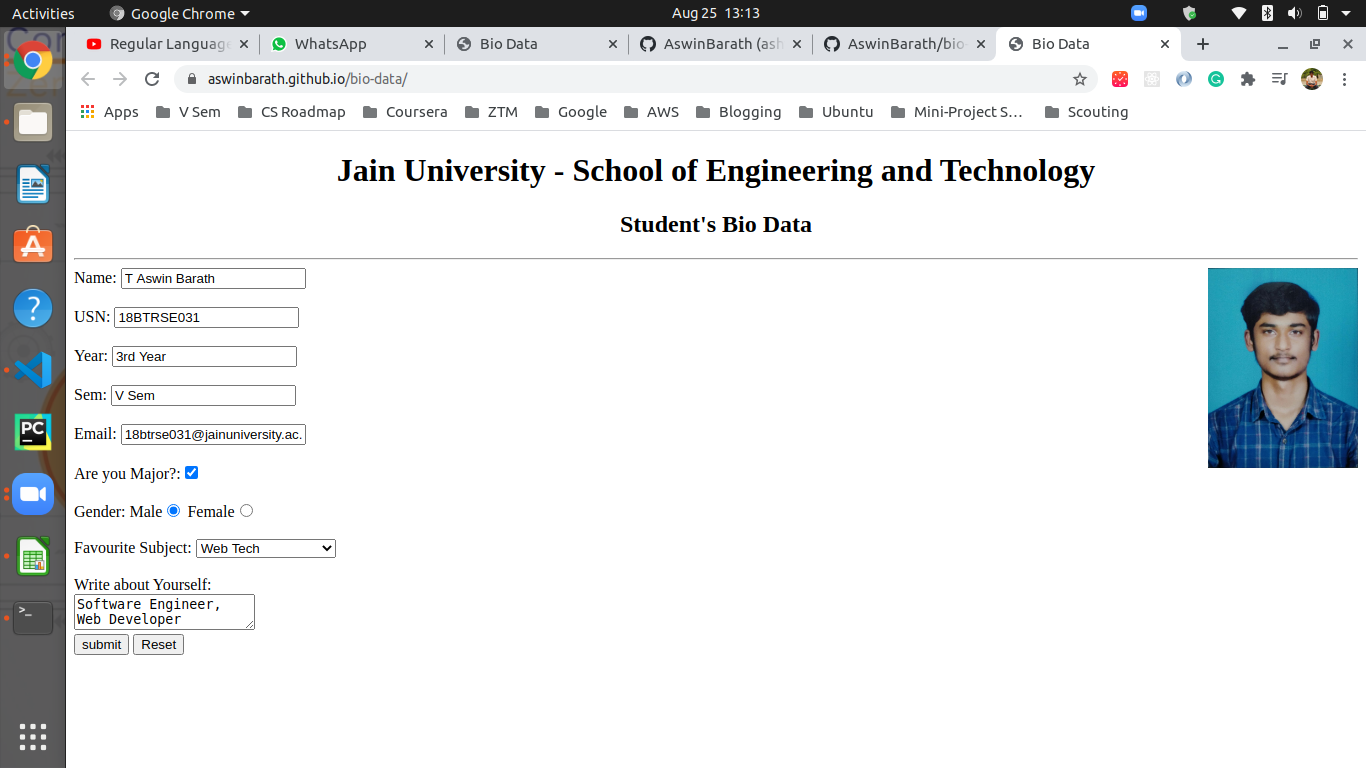 Activities
Google Chrome
Aug 25 13:13
Regular Language
WhatsApp
Bio Data
AswinBarath (ash
AswinBarath/bio-
Bio Data
aswinbarath.github.io/bio-data/
Apps
V Sem
CS Roadmap
Coursera
ZTM
Google
AWS
Blogging
Ubuntu
Mini-Project S...
Scouting
Jain University - School of Engineering and Technology
Student's Bio Data
Name: T Aswin Barath
USN: 18BTRSE031
Year: 3rd Year
Sem: V Sem
Email: 18btrse031@jainuniversity.ac.
Are you Major?:
Gender: Male Female
Favourite Subject: Web Tech
Write about Yourself:
Software Engineer,
Web Developer
submit Reset
PC
>_